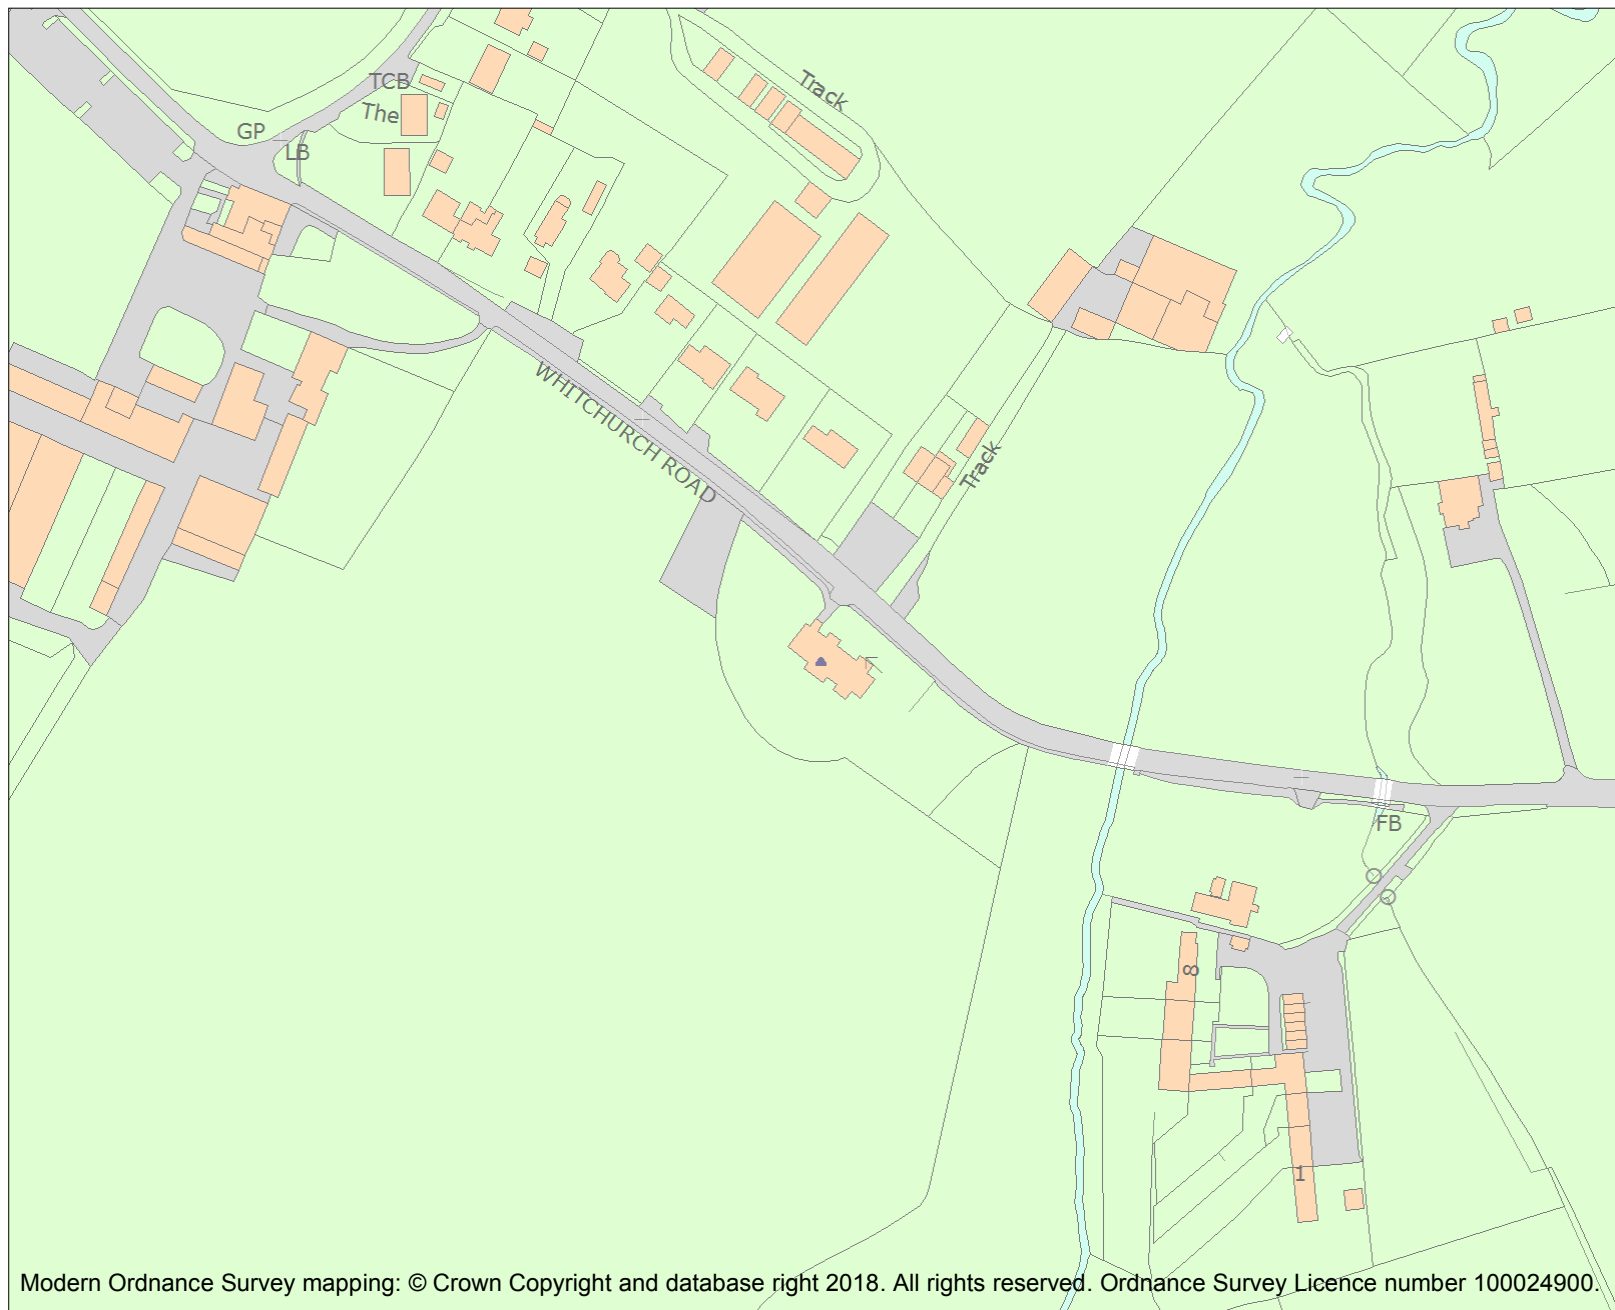 Track
TCB
The
GP
LB
WHITCHURCH ROAD
Track
FB
8
1
Modern Ordnance Survey mapping: © Crown Copyright and database right 2018. All rights reserved. Ordnance Survey Licence number 100024900.